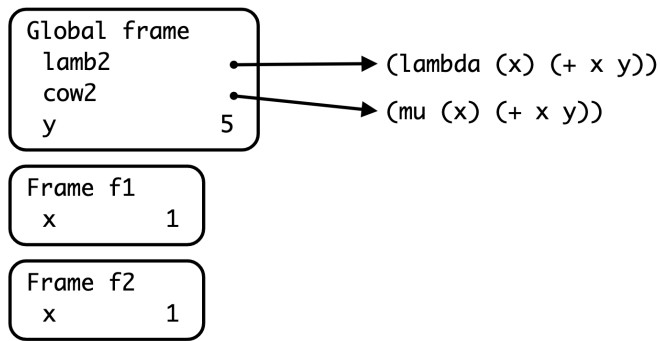 Global frame
lamb2 (lambda (x) (+ x y))
cow2 (mu (x) (+ x y))
y 5
Frame f1
x 1
Frame f2
x 1